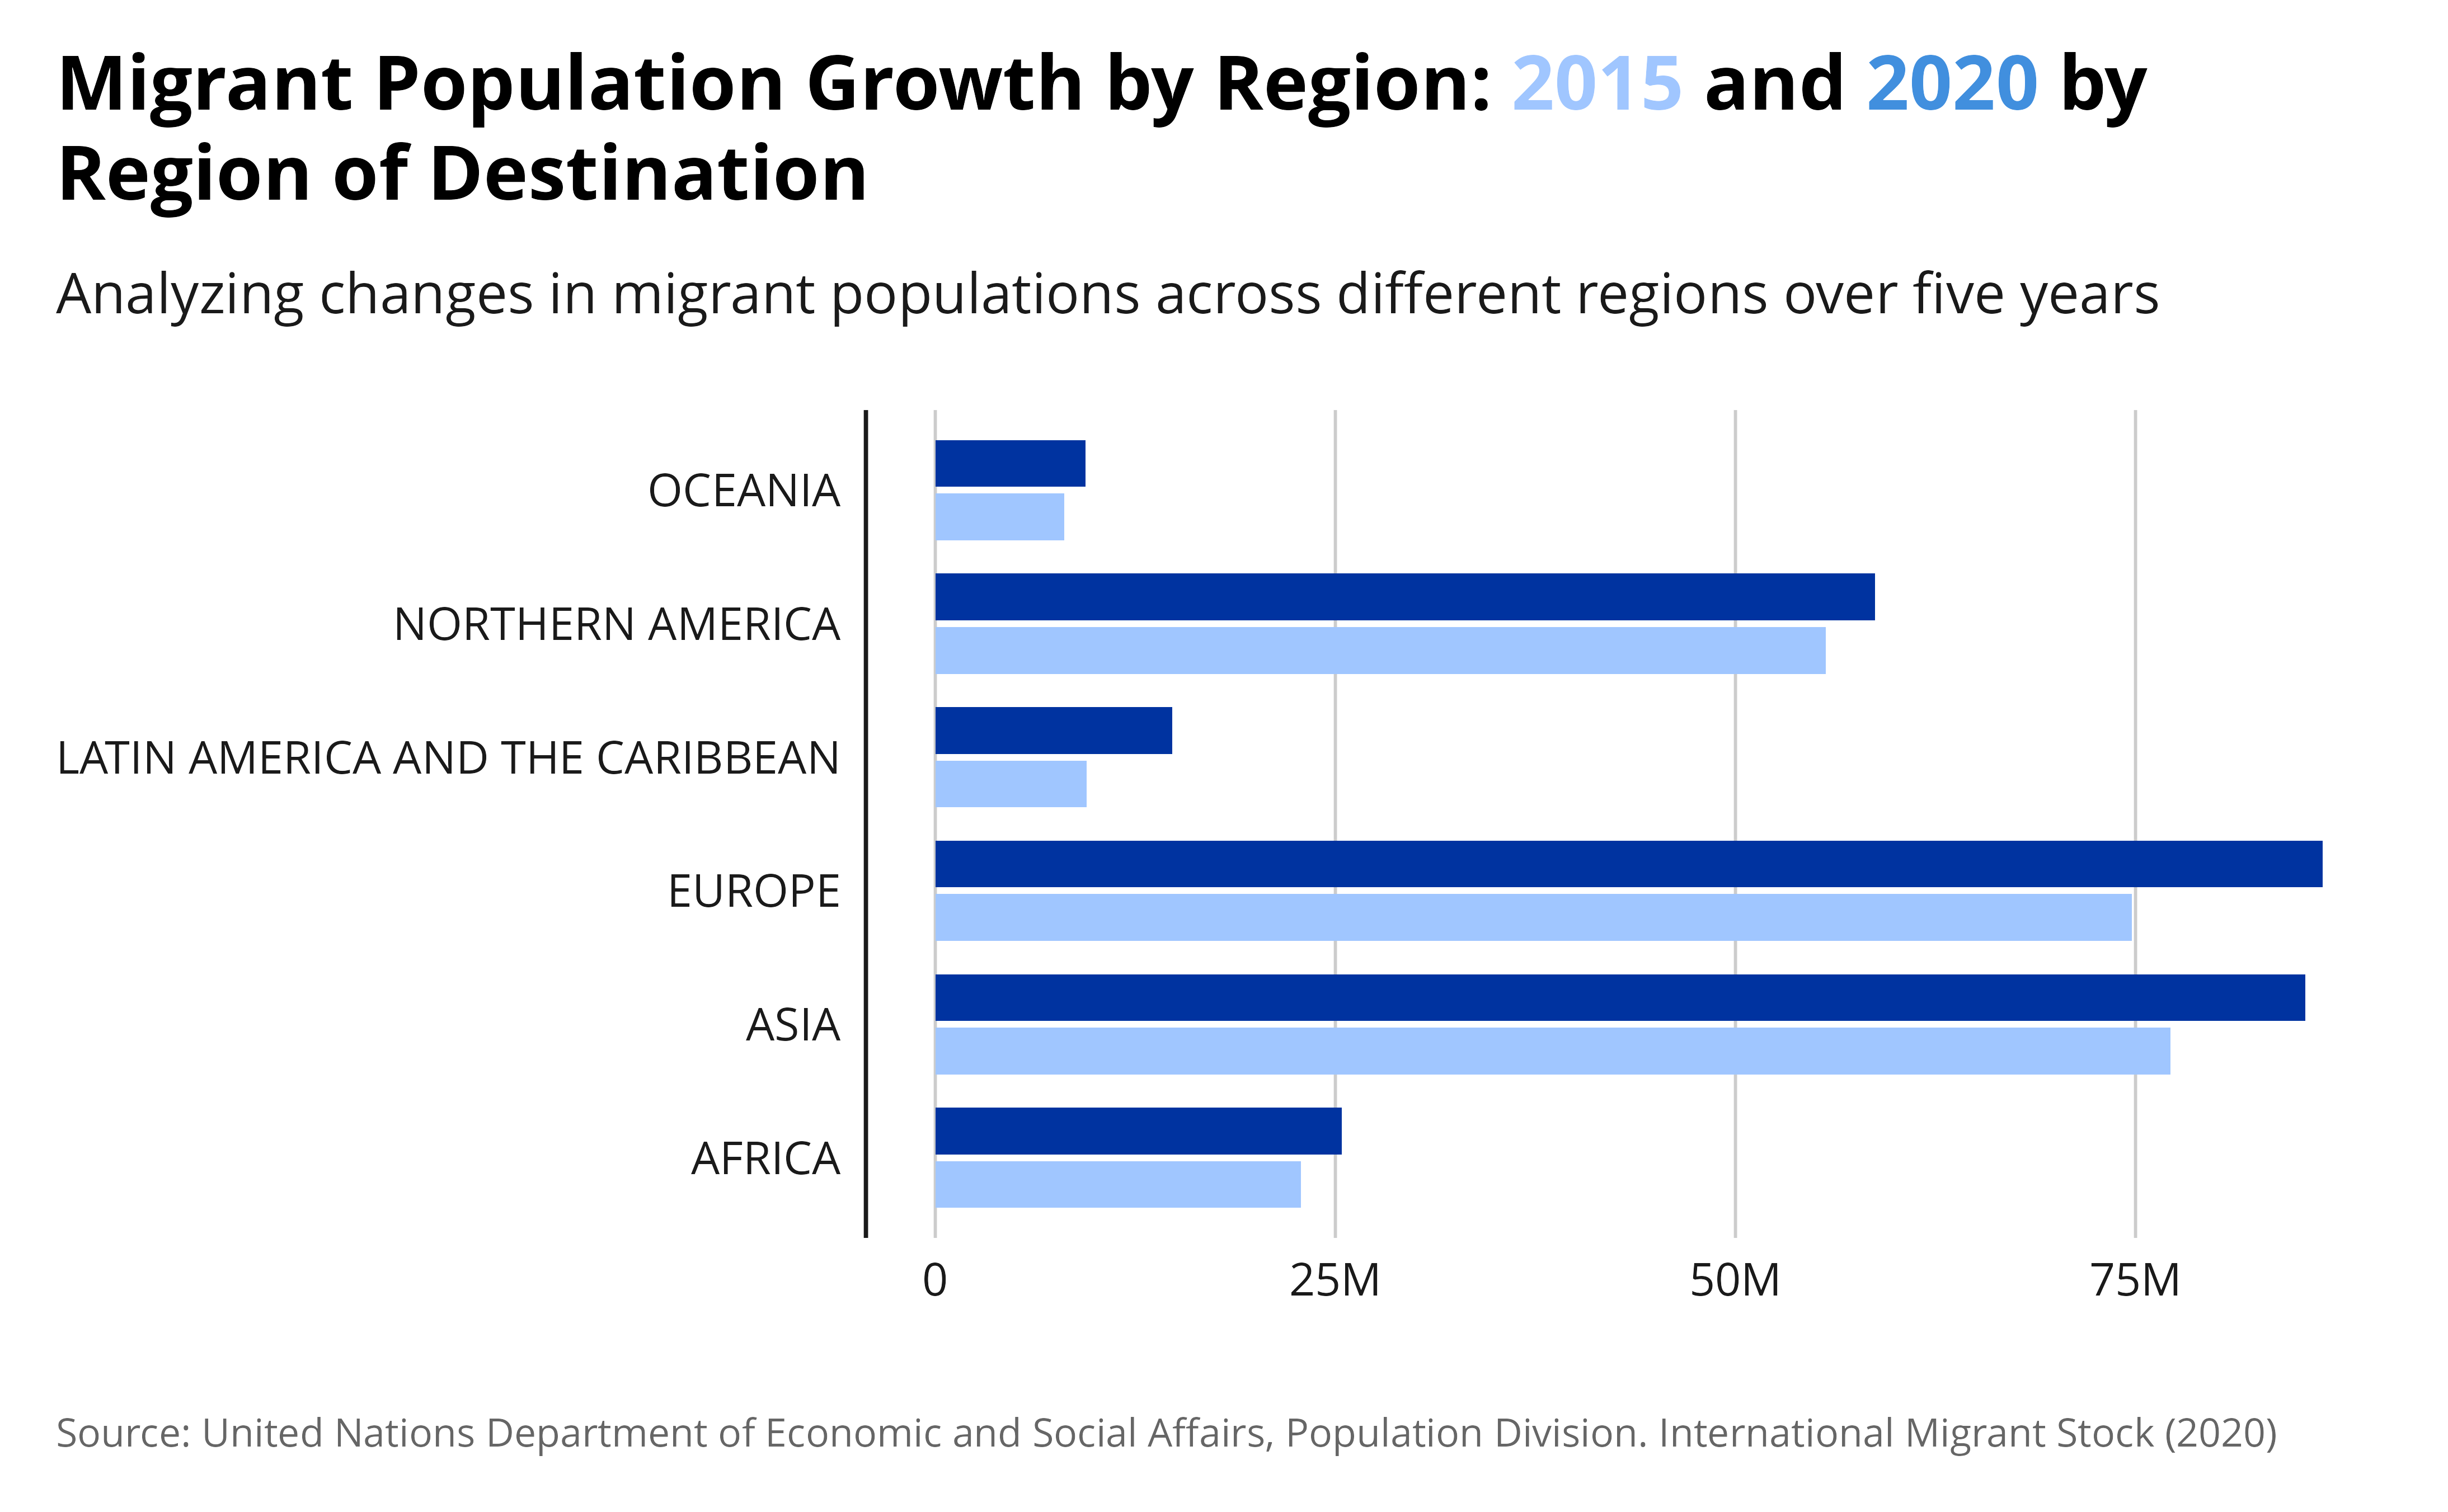 Migrant Population Growth by Region: 2015 and 2020 by
Region of Destination
Analyzing changes in migrant populations across different regions over five years
OCEANIA
NORTHERN AMERICA
LATIN AMERICA AND THE CARIBBEAN
EUROPE
ASIA
AFRICA
0 25M 50M 75M
Source: United Nations Department of Economic and Social Affairs, Population Division. International Migrant Stock (2020)